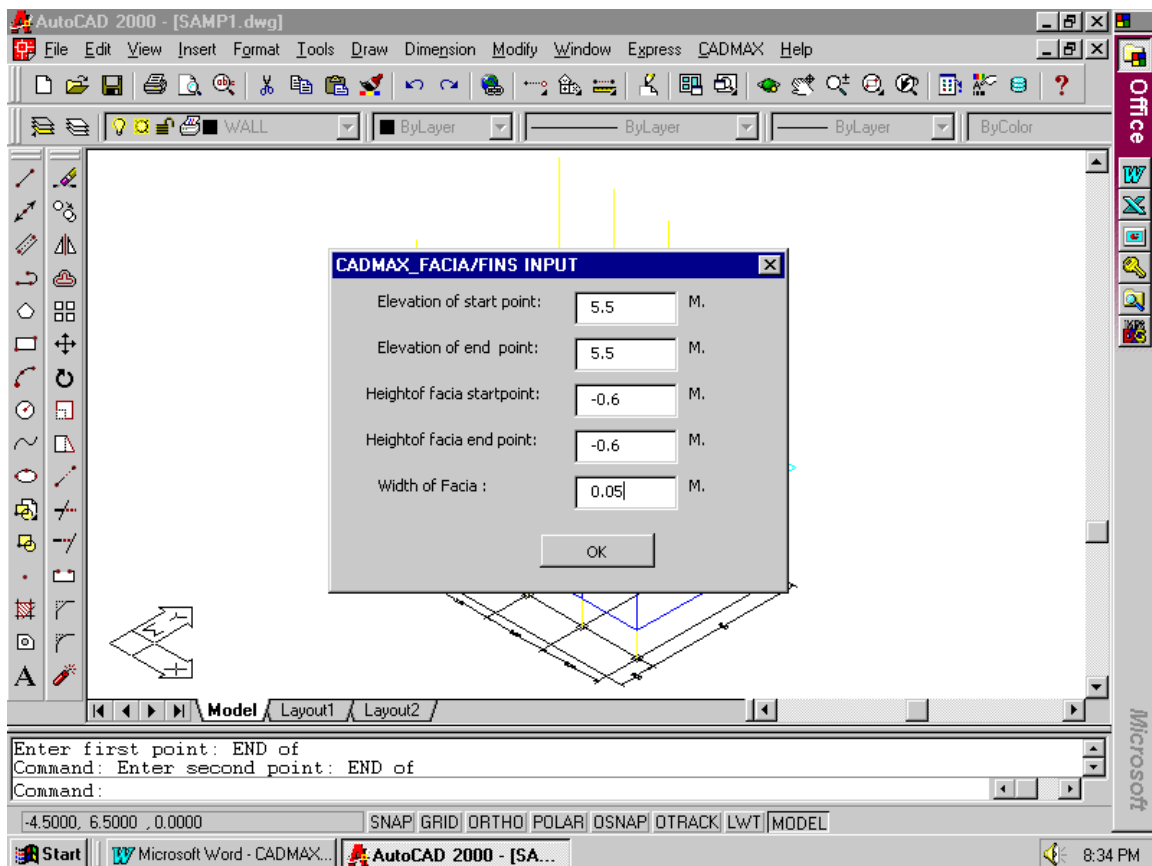 AutoCAD 2000 - [SAMP1.dwg]
File Edit View Insert Format Tools Draw Dimension Modify Window Express CADMAX Help
WALL ByLayer ByLayer ByLayer ByColor
Office
CADMAX_FACIA/FINS INPUT
Elevation of start point: 5.5 M.
Elevation of end point: 5.5 M.
Heightof facia startpoint: -0.6 M.
Heightof facia end point: -0.6 M.
Width of Facia : 0.05 M.
OK
Y
W
X
A
Model Layout1 Layout2
Enter first point: END of
Command: Enter second point: END of
Command:
Microsoft
-4.5000, 6.5000 , 0.0000 SNAP GRID ORTHO POLAR OSNAP OTRACK LWT MODEL
Start Microsoft Word - CADMAX... AutoCAD 2000 - [SA... 8:34 PM